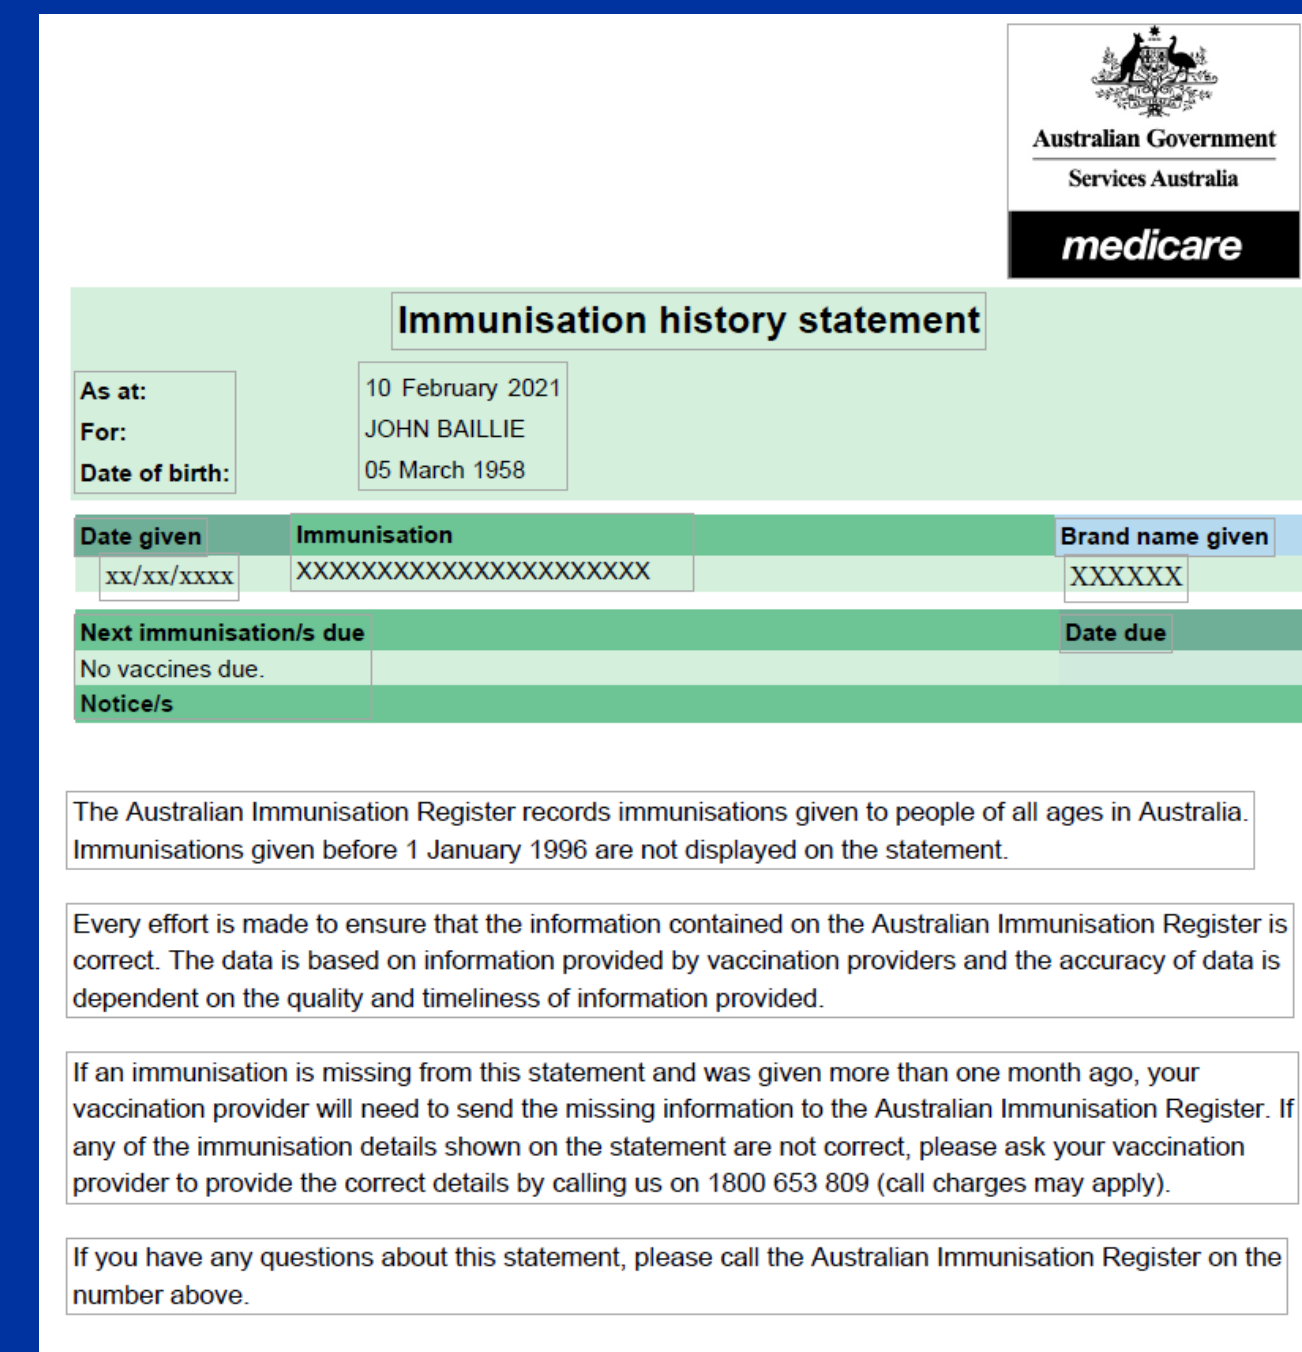 Australian Government
Services Australia
medicare
Immunisation history statement
As at: 10 February 2021
For: JOHN BAILLIE
Date of birth: 05 March 1958
Date given Immunisation Brand name given
xx/xx/xxxx XXXXXXXXXXXXXXXXXXXXXX XXXXXX
Next immunisation/s due Date due
No vaccines due.
Notice/s
The Australian Immunisation Register records immunisations given to people of all ages in Australia.
Immunisations given before 1 January 1996 are not displayed on the statement.
Every effort is made to ensure that the information contained on the Australian Immunisation Register is
correct. The data is based on information provided by vaccination providers and the accuracy of data is
dependent on the quality and timeliness of information provided.
If an immunisation is missing from this statement and was given more than one month ago, your
vaccination provider will need to send the missing information to the Australian Immunisation Register. If
any of the immunisation details shown on the statement are not correct, please ask your vaccination
provider to provide the correct details by calling us on 1800 653 809 (call charges may apply).
If you have any questions about this statement, please call the Australian Immunisation Register on the
number above.